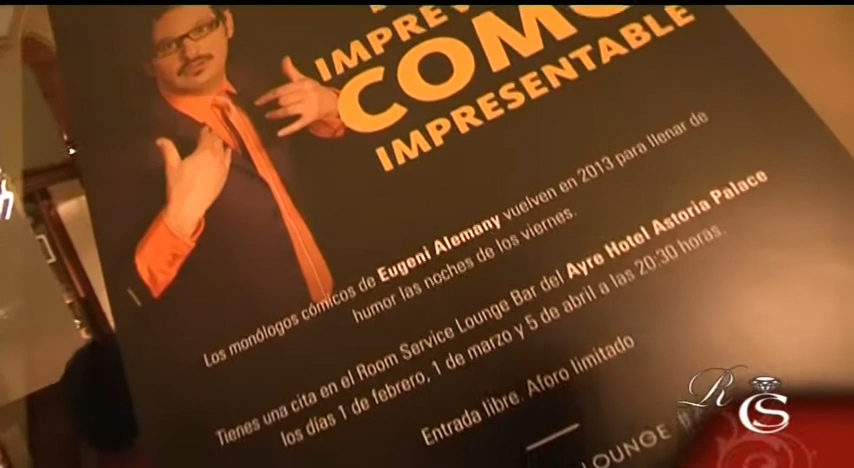 IMPREVI
COMO
IMPRESENTABLE
Los monólogos cómicos de Eugeni Alemany vuelven en 2013 para llenar de
humor las noches de los viernes.
Tienes una cita en el Room Service Lounge Bar del Ayre Hotel Astoria Palace,
los días 1 de febrero, 1 de marzo y 5 de abril a las 20:30 horas.
Entrada libre. Aforo limitado
LOUNGE
R CS